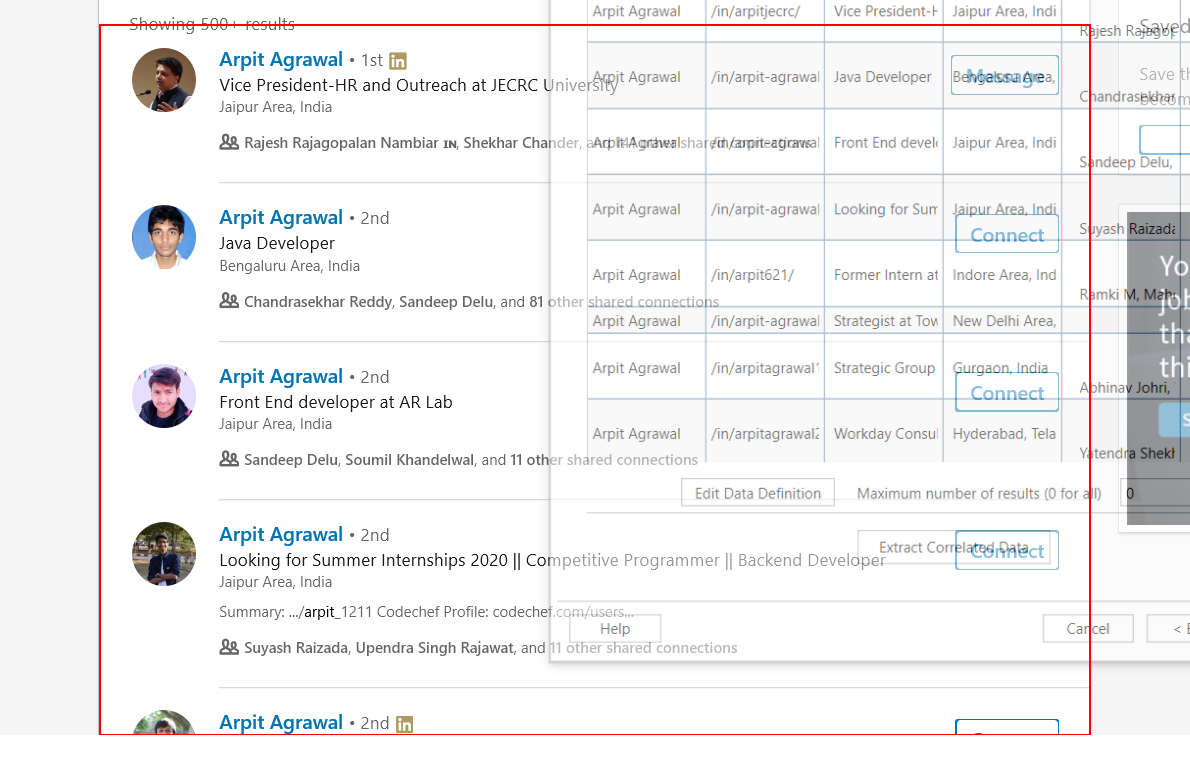 Showing 500+ results
Arpit Agrawal • 1st in
Vice President-HR and Outreach at JECRC University
Jaipur Area, India
Rajesh Rajagopalan Nambiar IN, Shekhar Chander, and 141 other shared connections
Message
Arpit Agrawal • 2nd
Java Developer
Bengaluru Area, India
Chandrasekhar Reddy, Sandeep Delu, and 81 other shared connections
Connect
Arpit Agrawal • 2nd
Front End developer at AR Lab
Jaipur Area, India
Sandeep Delu, Soumil Khandelwal, and 11 other shared connections
Connect
Arpit Agrawal • 2nd
Looking for Summer Internships 2020 || Competitive Programmer || Backend Developer
Jaipur Area, India
Summary: .../arpit_1211 Codechef Profile: codechef.com/users...
Suyash Raizada, Upendra Singh Rajawat, and 11 other shared connections
Connect
Arpit Agrawal • 2nd in
Arpit Agrawal /in/arpitjecrc/ Vice President-H Jaipur Area, Indi Rajesh Rajagop
Arpit Agrawal /in/arpit-agrawal Java Developer Bengaluru Area, Chandrasekhar
Arpit Agrawal /in/arpit-agrawal Front End develo Jaipur Area, Indi Sandeep Delu,
Arpit Agrawal /in/arpit-agrawal Looking for Sum Jaipur Area, Indi Suyash Raizada
Arpit Agrawal /in/arpit621/ Former Intern at Indore Area, Ind Ramki M, Mah
Arpit Agrawal /in/arpit-agrawal Strategist at Tow New Delhi Area,
Arpit Agrawal /in/arpitagrawal1 Strategic Group Gurgaon, India Abhinav Johri,
Arpit Agrawal /in/arpitagrawal2 Workday Consul Hyderabad, Tela Yatendra Shekh
Edit Data Definition Maximum number of results (0 for all) 0
Extract Correlated Data
Help Cancel <
Saved
Save th
becom
Yo
job
tha
thi
S